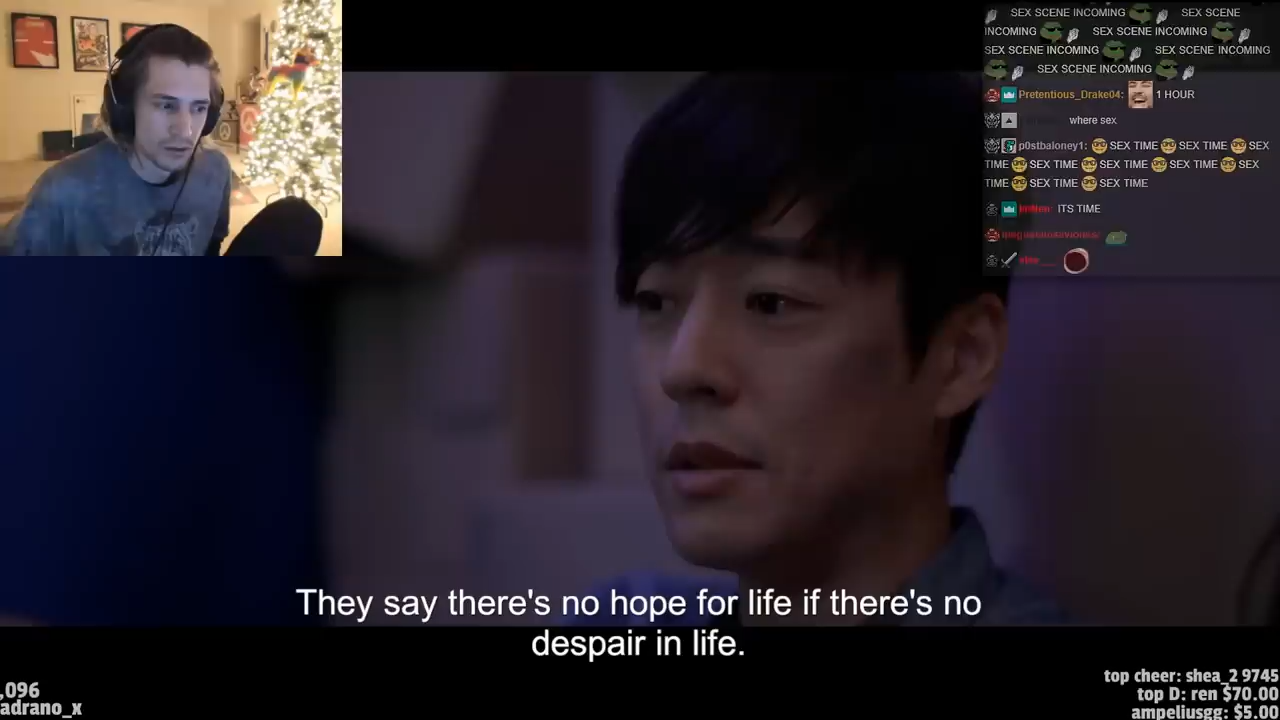 SEX SCENE INCOMING SEX SCENE
INCOMING SEX SCENE INCOMING
SEX SCENE INCOMING SEX SCENE INCOMING
SEX SCENE INCOMING
Pretentious_Drake04: 1 HOUR
where sex
p0stbaloney1: SEX TIME SEX TIME SEX
TIME SEX TIME SEX TIME SEX TIME SEX
TIME SEX TIME SEX TIME
ITS TIME
They say there's no hope for life if there's no
despair in life.
,096
adrano_x
top cheer: shea_2 9745
top D: ren $70.00
ampeliusgg: $5.00